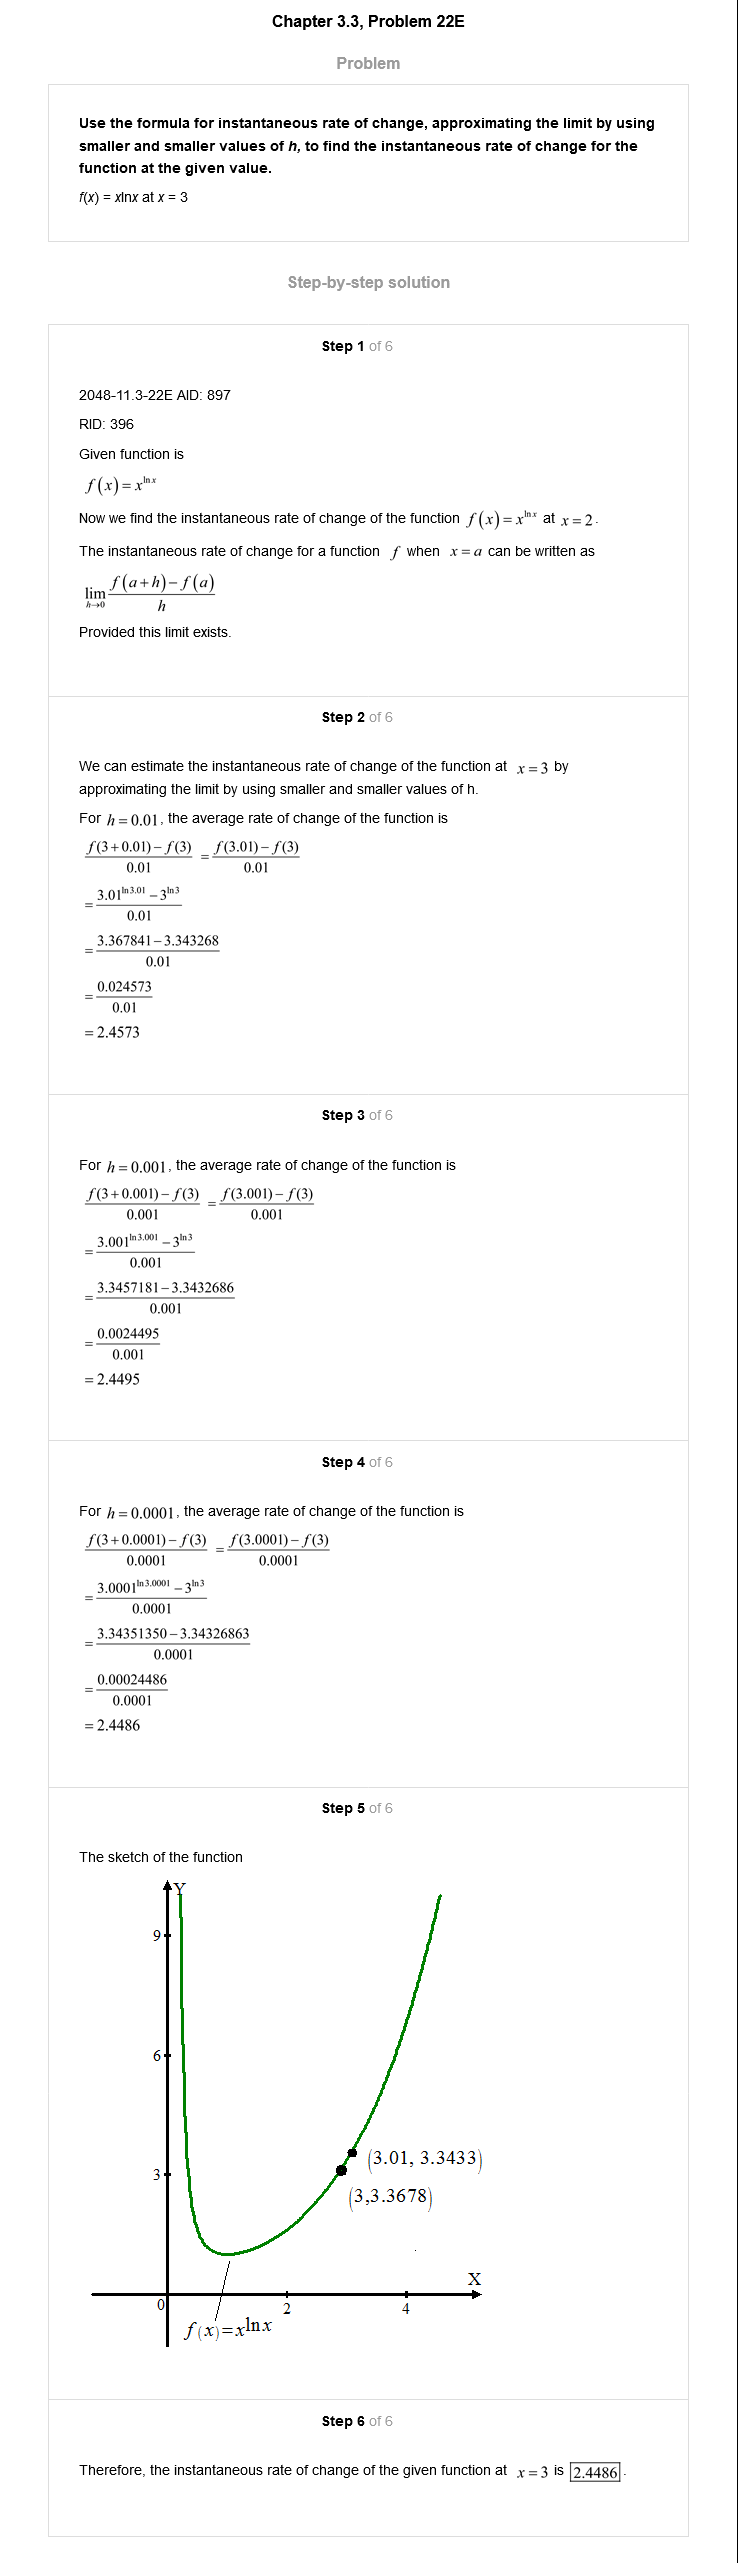 Chapter 3.3, Problem 22E
Problem
Use the formula for instantaneous rate of change, approximating the limit by using
smaller and smaller values of h, to find the instantaneous rate of change for the
function at the given value.
f(x) = xlnx at x = 3
Step-by-step solution
Step 1 of 6
2048-11.3-22E AID: 897
RID: 396
Given function is
f(x) = x^{ln x}
Now we find the instantaneous rate of change of the function f(x) = x^{ln x} at x = 2.
The instantaneous rate of change for a function f when x = a can be written as
lim_{h→0} \frac{f(a+h)−f(a)}{h}
Provided this limit exists.
Step 2 of 6
We can estimate the instantaneous rate of change of the function at x = 3 by
approximating the limit by using smaller and smaller values of h.
For h = 0.01, the average rate of change of the function is
\frac{f(3+0.01)−f(3)}{0.01} = \frac{f(3.01)−f(3)}{0.01}
= \frac{3.01^{ln 3.01} − 3^{ln 3}}{0.01}
= \frac{3.367841−3.343268}{0.01}
= \frac{0.024573}{0.01}
= 2.4573
Step 3 of 6
For h = 0.001, the average rate of change of the function is
\frac{f(3+0.001)−f(3)}{0.001} = \frac{f(3.001)−f(3)}{0.001}
= \frac{3.001^{ln 3.001} − 3^{ln 3}}{0.001}
= \frac{3.3457181−3.3432686}{0.001}
= \frac{0.0024495}{0.001}
= 2.4495
Step 4 of 6
For h = 0.0001, the average rate of change of the function is
\frac{f(3+0.0001)−f(3)}{0.0001} = \frac{f(3.0001)−f(3)}{0.0001}
= \frac{3.0001^{ln 3.0001} − 3^{ln 3}}{0.0001}
= \frac{3.34351350−3.34326863}{0.0001}
= \frac{0.00024486}{0.0001}
= 2.4486
Step 5 of 6
The sketch of the function
Y
9
6
(3.01, 3.3433)
3
(3,3.3678)
X
0
2
4
f(x)=x^{ln x}
Step 6 of 6
Therefore, the instantaneous rate of change of the given function at x = 3 is 2.4486.